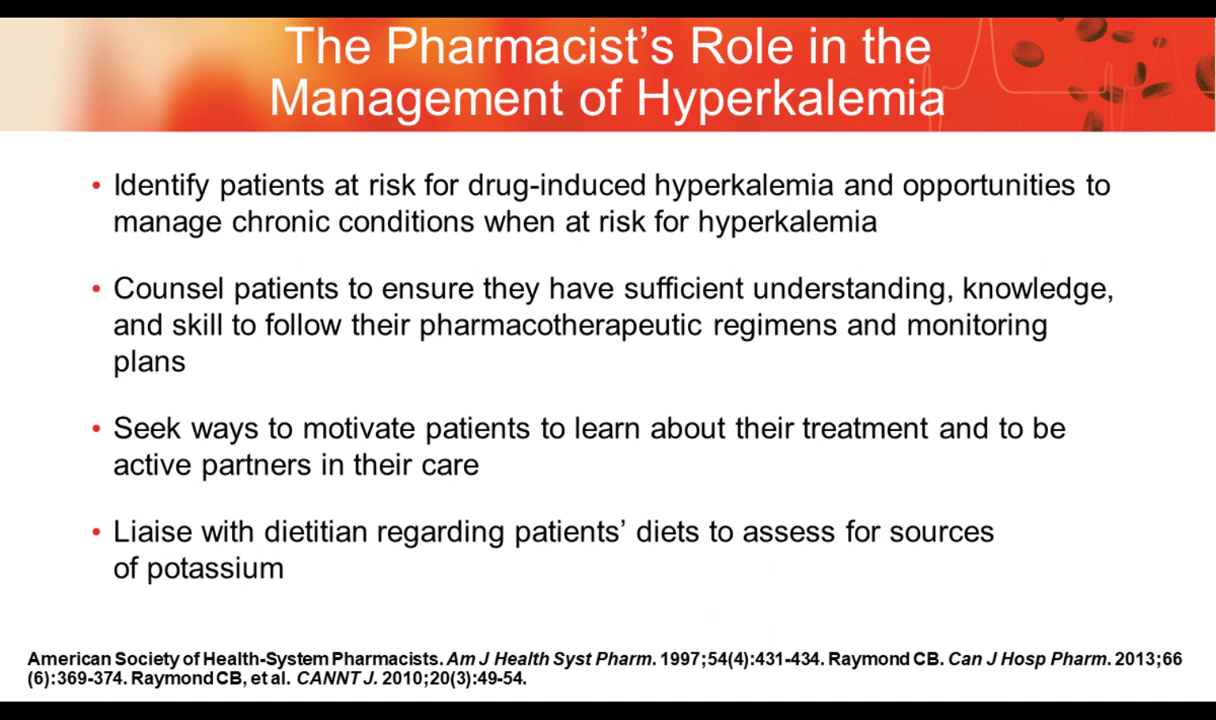 The Pharmacist’s Role in the
Management of Hyperkalemia
• Identify patients at risk for drug-induced hyperkalemia and opportunities to
manage chronic conditions when at risk for hyperkalemia
• Counsel patients to ensure they have sufficient understanding, knowledge,
and skill to follow their pharmacotherapeutic regimens and monitoring
plans
• Seek ways to motivate patients to learn about their treatment and to be
active partners in their care
• Liaise with dietitian regarding patients’ diets to assess for sources
of potassium
American Society of Health-System Pharmacists. Am J Health Syst Pharm. 1997;54(4):431-434. Raymond CB. Can J Hosp Pharm. 2013;66
(6):369-374. Raymond CB, et al. CANNT J. 2010;20(3):49-54.